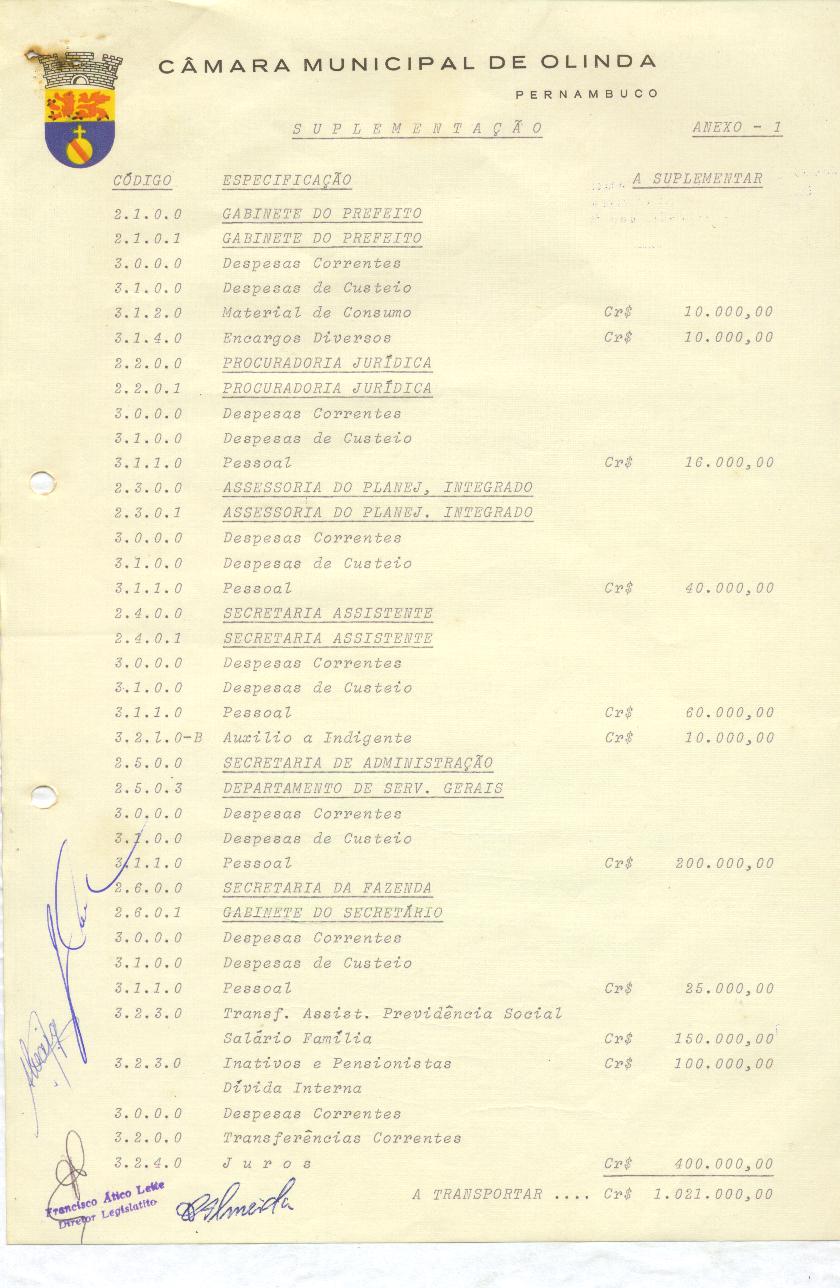 CÂMARA MUNICIPAL DE OLINDA
PERNAMBUCO
SUPLEMENTAÇÃO ANEXO - 1
CÓDIGO ESPECIFICAÇÃO A SUPLEMENTAR
2.1.0.0 GABINETE DO PREFEITO
2.1.0.1 GABINETE DO PREFEITO
3.0.0.0 Despesas Correntes
3.1.0.0 Despesas de Custeio
3.1.2.0 Material de Consumo Cr$ 10.000,00
3.1.4.0 Encargos Diversos Cr$ 10.000,00
2.2.0.0 PROCURADORIA JURÍDICA
2.2.0.1 PROCURADORIA JURÍDICA
3.0.0.0 Despesas Correntes
3.1.0.0 Despesas de Custeio
3.1.1.0 Pessoal Cr$ 16.000,00
2.3.0.0 ASSESSORIA DO PLANEJ, INTEGRADO
2.3.0.1 ASSESSORIA DO PLANEJ. INTEGRADO
3.0.0.0 Despesas Correntes
3.1.0.0 Despesas de Custeio
3.1.1.0 Pessoal Cr$ 40.000,00
2.4.0.0 SECRETARIA ASSISTENTE
2.4.0.1 SECRETARIA ASSISTENTE
3.0.0.0 Despesas Correntes
3.1.0.0 Despesas de Custeio
3.1.1.0 Pessoal Cr$ 60.000,00
3.2.l.0-B Auxilio a Indigente Cr$ 10.000,00
2.5.0.0 SECRETARIA DE ADMINISTRAÇÃO
2.5.0.3 DEPARTAMENTO DE SERV. GERAIS
3.0.0.0 Despesas Correntes
3.1.0.0 Despesas de Custeio
3.1.1.0 Pessoal Cr$ 200.000,00
2.6.0.0 SECRETARIA DA FAZENDA
2.6.0.1 GABINETE DO SECRETÁRIO
3.0.0.0 Despesas Correntes
3.1.0.0 Despesas de Custeio
3.1.1.0 Pessoal Cr$ 25.000,00
3.2.3.0 Transf. Assist. Previdência Social
Salário Família Cr$ 150.000,00
3.2.3.0 Inativos e Pensionistas Cr$ 100.000,00
Dívida Interna
3.0.0.0 Despesas Correntes
3.2.0.0 Transferências Correntes
3.2.4.0 Juros Cr$ 400.000,00
A TRANSPORTAR .... Cr$ 1.021.000,00
Francisco Ático Leite
Diretor Legislatito
Almeida